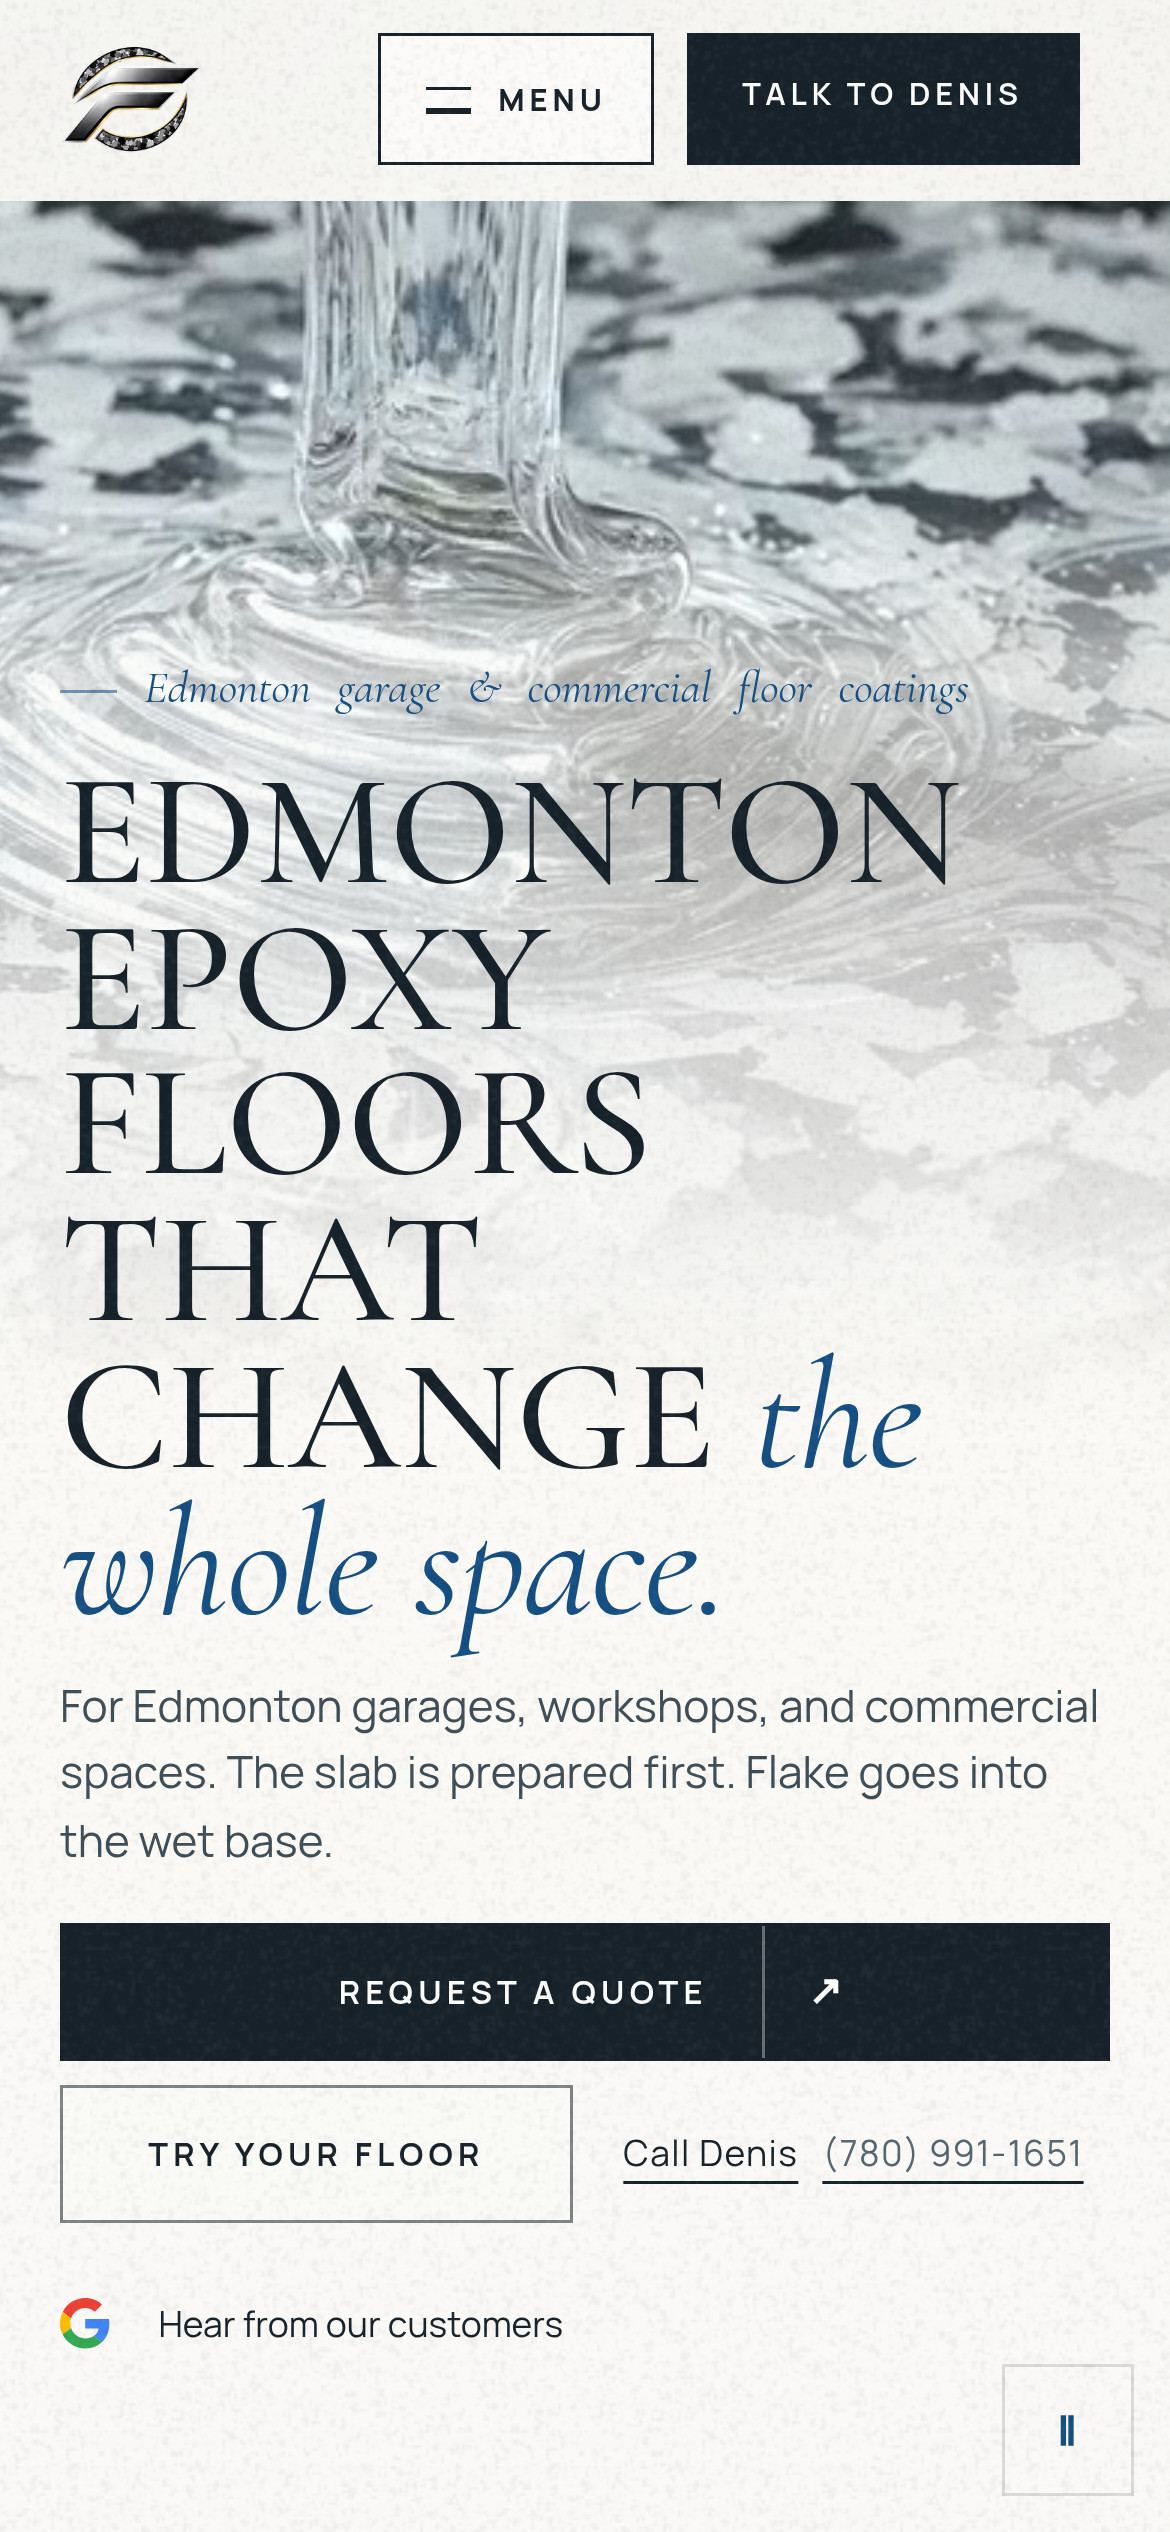 MENU
TALK TO DENIS
Edmonton garage & commercial floor coatings
EDMONTON
EPOXY
FLOORS
THAT
CHANGE the
whole space.
For Edmonton garages, workshops, and commercial
spaces. The slab is prepared first. Flake goes into
the wet base.
REQUEST A QUOTE ↗
TRY YOUR FLOOR
Call Denis (780) 991-1651
Hear from our customers